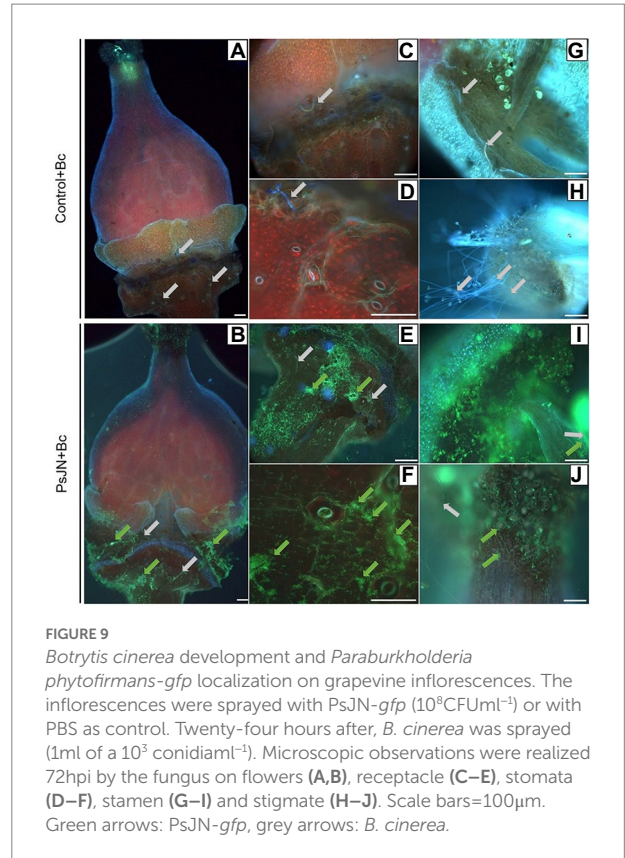 Control+Bc
A
C
G
D
H
PsJN+Bc
B
E
I
F
J
FIGURE 9
Botrytis cinerea development and Paraburkholderia
phytofirmans-gfp localization on grapevine inflorescences. The
inflorescences were sprayed with PsJN-gfp (10⁸CFUml⁻¹) or with
PBS as control. Twenty-four hours after, B. cinerea was sprayed
(1ml of a 10³ conidiaml⁻¹). Microscopic observations were realized
72hpi by the fungus on flowers (A,B), receptacle (C–E), stomata
(D–F), stamen (G–I) and stigmate (H–J). Scale bars=100μm.
Green arrows: PsJN-gfp, grey arrows: B. cinerea.